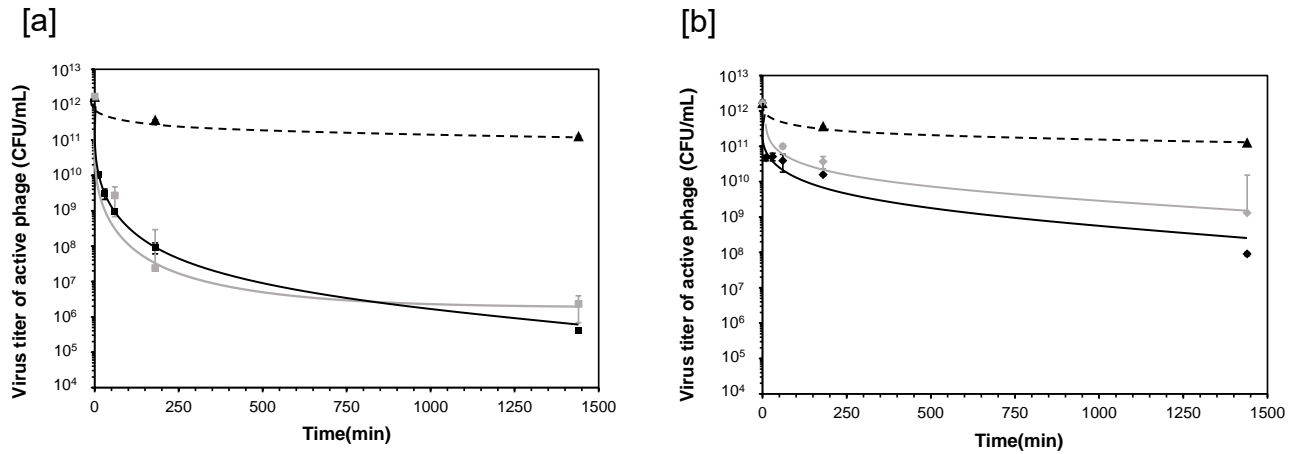 [a]
Virus titer of active phage (CFU/mL)
10¹³
10¹²
10¹¹
10¹⁰
10⁹
10⁸
10⁷
10⁶
10⁵
10⁴
0 250 500 750 1000 1250 1500
Time(min)
[b]
Virus titer of active phage (CFU/mL)
10¹³
10¹²
10¹¹
10¹⁰
10⁹
10⁸
10⁷
10⁶
10⁵
10⁴
0 250 500 750 1000 1250 1500
Time(min)